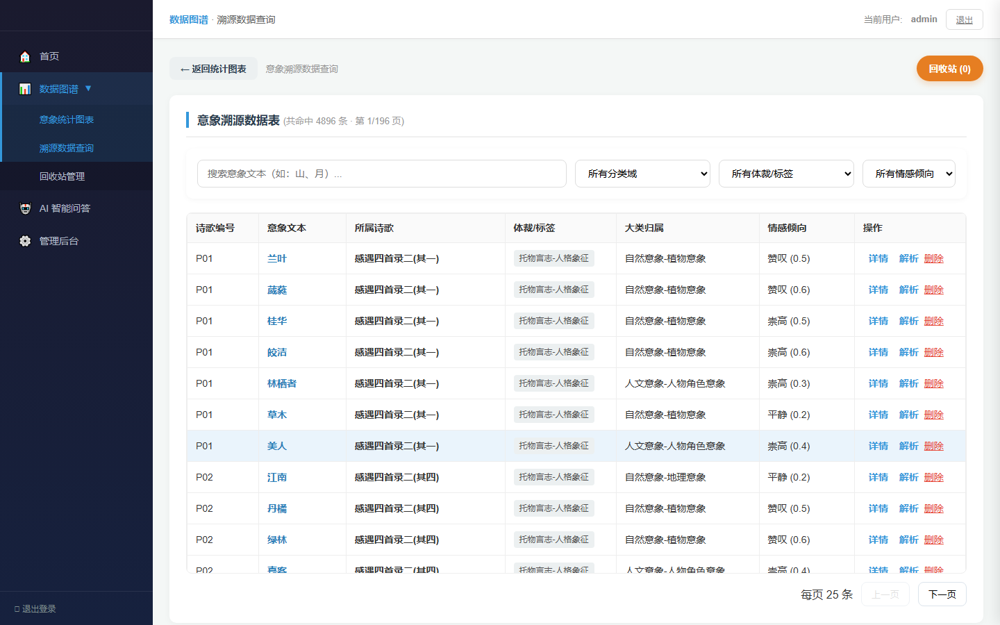 数据图谱 · 溯源数据查询
当前用户: admin 退出
首页
数据图谱 ▼
意象统计图表
溯源数据查询
回收站管理
AI 智能问答
管理后台
退出登录
←返回统计图表 意象溯源数据查询
回收站 (0)
意象溯源数据表 (共命中 4896 条 · 第 1/196 页)
搜索意象文本（如：山、月）...
所有分类域
所有体裁/标签
所有情感倾向
诗歌编号 意象文本 所属诗歌 体裁/标签 大类归属 情感倾向 操作
P01 兰叶 感遇四首录二(其一) 托物言志-人格象征 自然意象-植物意象 赞叹 (0.5) 详情 解析 删除
P01 葳蕤 感遇四首录二(其一) 托物言志-人格象征 自然意象-植物意象 赞叹 (0.6) 详情 解析 删除
P01 桂华 感遇四首录二(其一) 托物言志-人格象征 自然意象-植物意象 崇高 (0.5) 详情 解析 删除
P01 皎洁 感遇四首录二(其一) 托物言志-人格象征 自然意象-植物意象 崇高 (0.6) 详情 解析 删除
P01 林栖者 感遇四首录二(其一) 托物言志-人格象征 人文意象-人物角色意象 崇高 (0.3) 详情 解析 删除
P01 草木 感遇四首录二(其一) 托物言志-人格象征 自然意象-植物意象 平静 (0.2) 详情 解析 删除
P01 美人 感遇四首录二(其一) 托物言志-人格象征 人文意象-人物角色意象 崇高 (0.4) 详情 解析 删除
P02 江南 感遇四首录二(其四) 托物言志-人格象征 自然意象-地理意象 平静 (0.2) 详情 解析 删除
P02 丹橘 感遇四首录二(其四) 托物言志-人格象征 自然意象-植物意象 赞叹 (0.5) 详情 解析 删除
P02 绿林 感遇四首录二(其四) 托物言志-人格象征 自然意象-植物意象 赞叹 (0.6) 详情 解析 删除
P02 嘉客 感遇四首录二(其四) 托物言志-人格象征 人文意象-人物角色意象 崇高 (0.4) 详情 解析 删除
每页 25 条 上一页 下一页